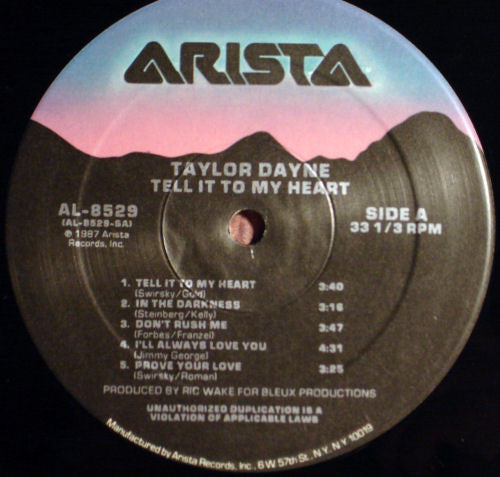 ARISTA
TAYLOR DAYNE
TELL IT TO MY HEART
AL-8529
(AL-8529-SA)
℗ 1987 Arista
Records, Inc.
SIDE A
33 1/3 RPM
1. TELL IT TO MY HEART 3:40
(Swirsky/Gold)
2. IN THE DARKNESS 3:16
(Steinberg/Kelly)
3. DON'T RUSH ME 3:47
(Forbes/Franzel)
4. I'LL ALWAYS LOVE YOU 4:31
(Jimmy George)
5. PROVE YOUR LOVE 3:25
(Swirsky/Roman)
PRODUCED BY RIC WAKE FOR BLEUX PRODUCTIONS
UNAUTHORIZED DUPLICATION IS A
VIOLATION OF APPLICABLE LAWS
Manufactured by Arista Records, Inc., 6 W 57th St., N.Y., N.Y. 10019